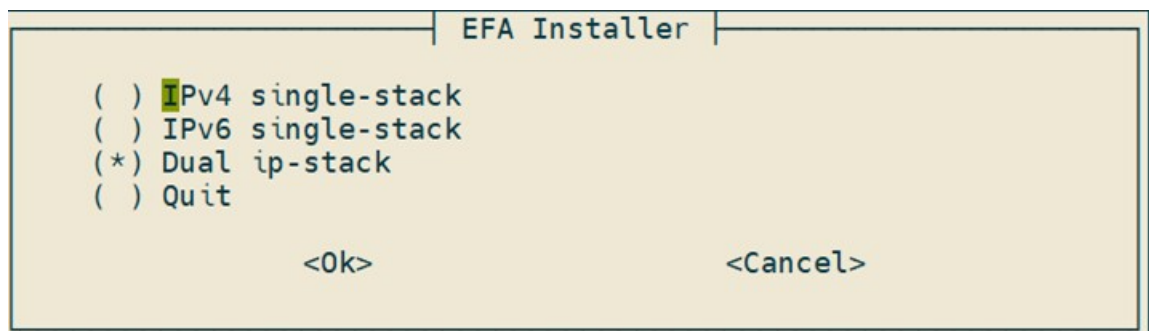 EFA Installer
( ) IPv4 single-stack
( ) IPv6 single-stack
(*) Dual ip-stack
( ) Quit
<Ok> <Cancel>